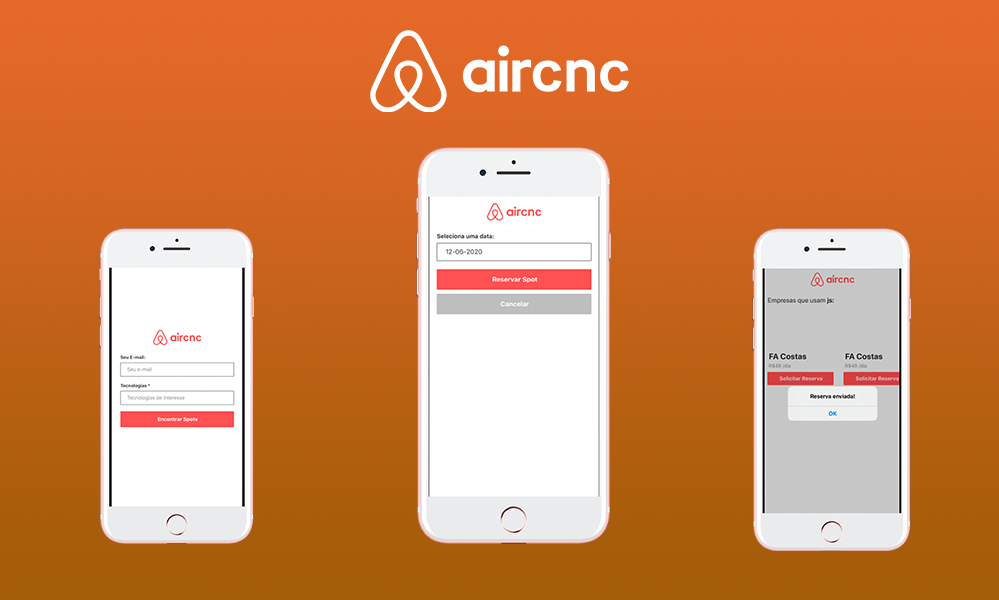 aircnc
aircnc
Seu E-mail:
Seu e-mail
Tecnologias *
Tecnologias de interesse
Encontrar Spots
aircnc
Seleciona uma data:
12-06-2020
Reservar Spot
Cancelar
aircnc
Empresas que usam js:
FA Costas
R$49 /dia
Solicitar Reserva
FA Costas
R$49 /dia
Solicitar Reserva
Reserva enviada!
OK